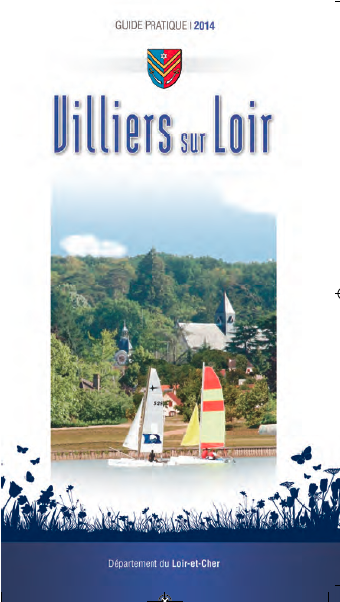 GUIDE PRATIQUE | 2014
Villiers sur Loir
Département du Loir-et-Cher